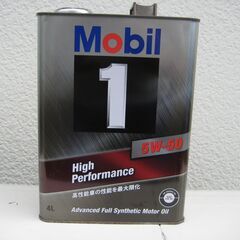 Mobil
1
5W-50
High
Performance
高性能車の性能を最大限化
4L
Advanced Full Synthetic Motor Oil